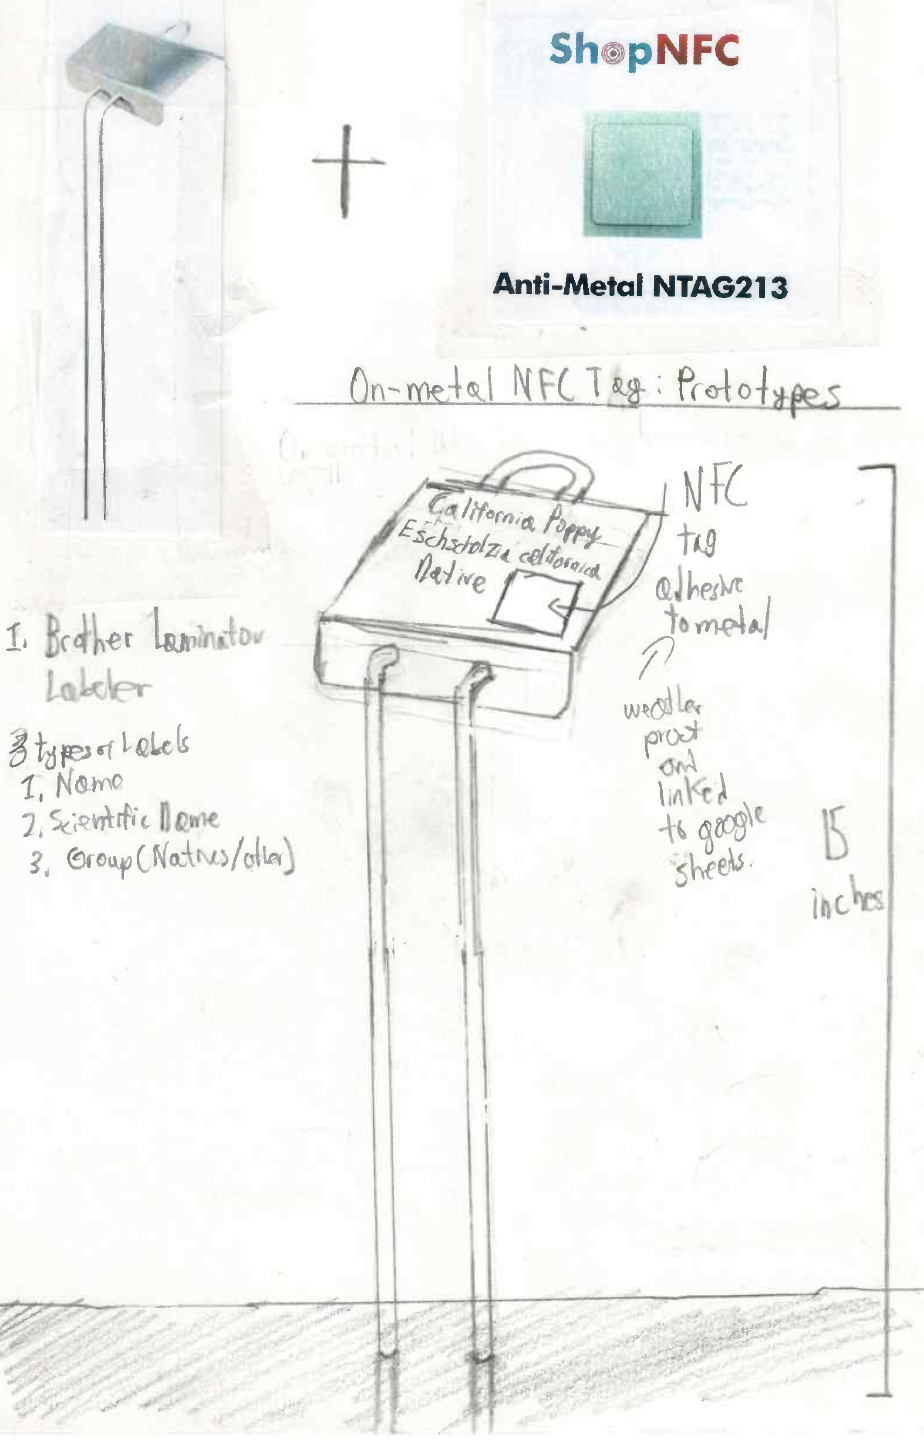 ShopNFC
Anti-Metal NTAG213
On-metal NFC Tag: Prototypes
California Poppy
Eschscholzia californica
Native
NFC
tag
adhesive
to metal
weather
proof
and
linked
to google
sheets.
15
inches
1. Brother Laminator
Labeler
3 types of Labels
1. Name
2. Scientific Name
3. Group (Natives/other)